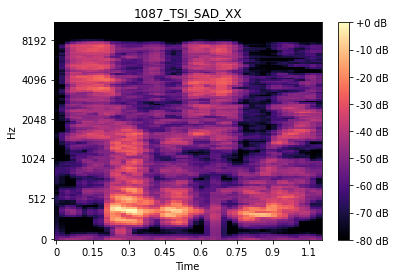 1087_TSI_SAD_XX
+0 dB
8192
-10 dB
4096
-20 dB
-30 dB
2048
Hz
-40 dB
1024
-50 dB
512
-60 dB
-70 dB
0
-80 dB
0 0.15 0.3 0.45 0.6 0.75 0.9 1.1
Time